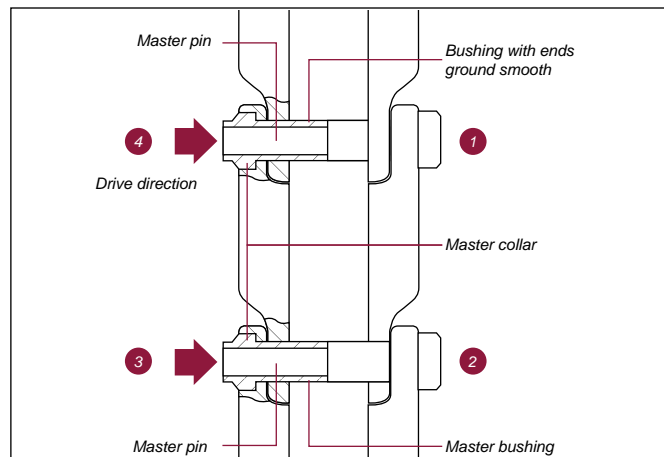 Master pin
Bushing with ends
ground smooth
4
1
Drive direction
Master collar
3
2
Master pin
Master bushing